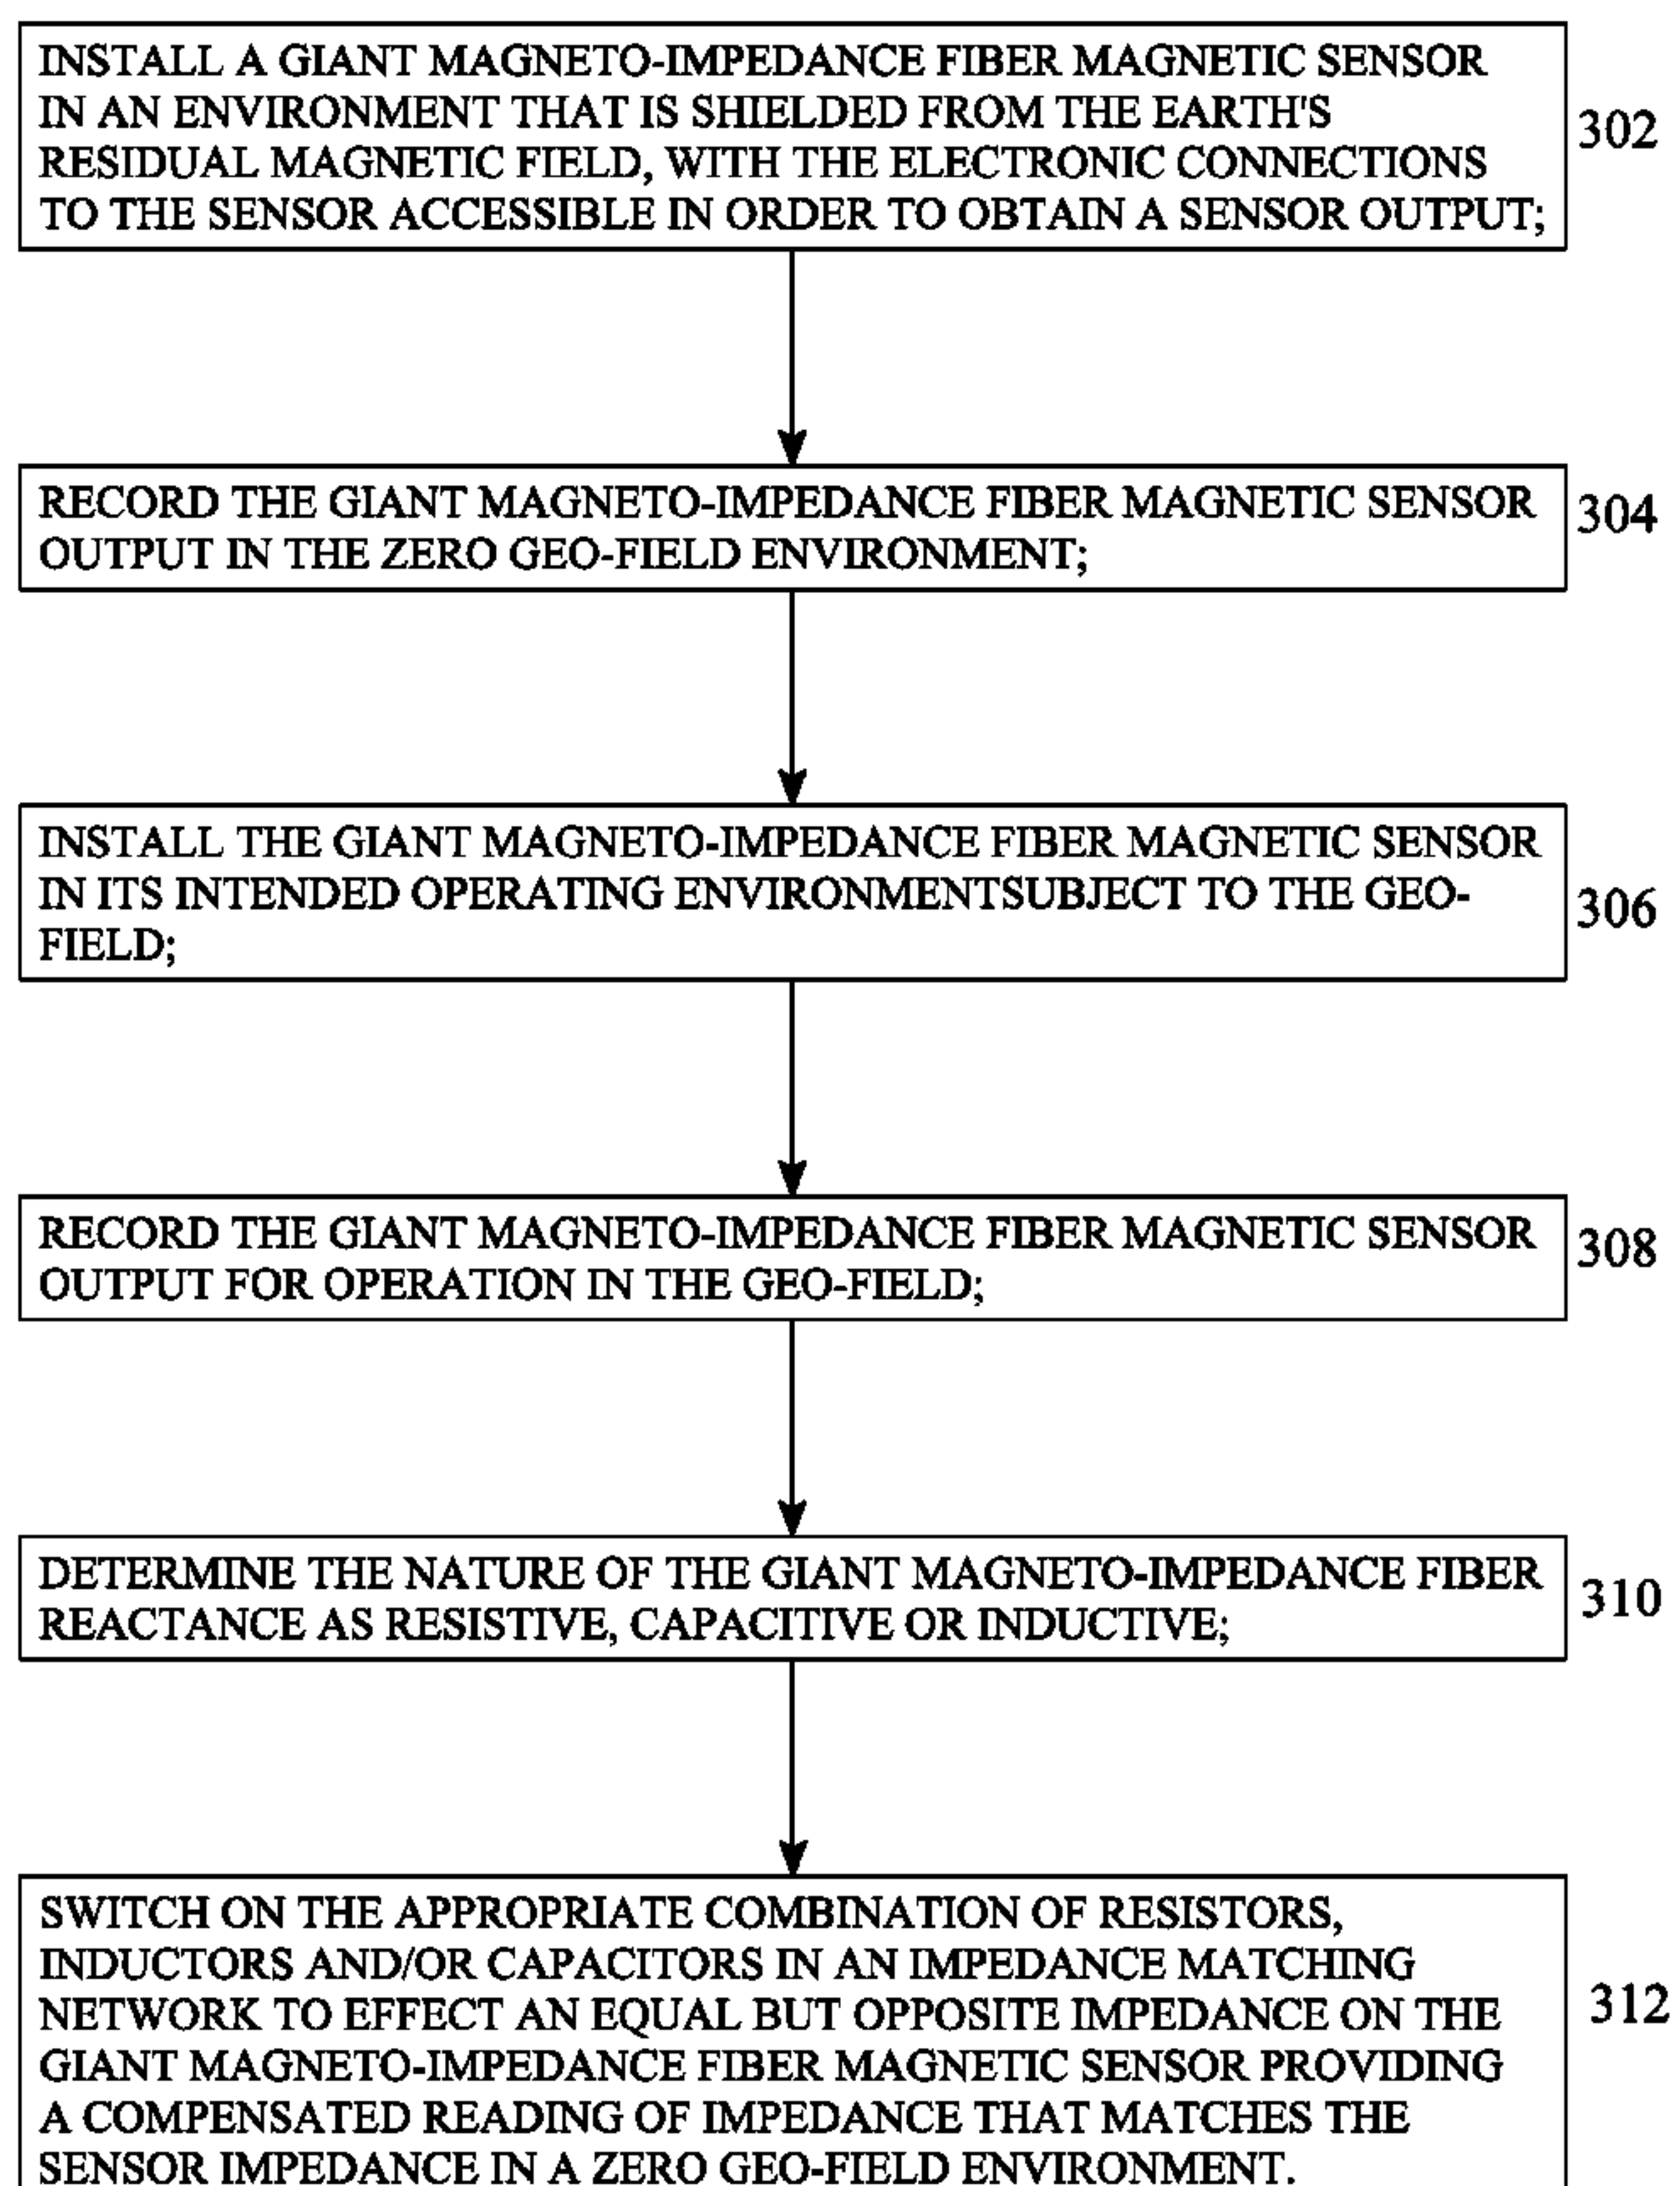 INSTALL A GIANT MAGNETO-IMPEDANCE FIBER MAGNETIC SENSOR
IN AN ENVIRONMENT THAT IS SHIELDED FROM THE EARTH'S
RESIDUAL MAGNETIC FIELD, WITH THE ELECTRONIC CONNECTIONS
TO THE SENSOR ACCESSIBLE IN ORDER TO OBTAIN A SENSOR OUTPUT;
302
RECORD THE GIANT MAGNETO-IMPEDANCE FIBER MAGNETIC SENSOR
OUTPUT IN THE ZERO GEO-FIELD ENVIRONMENT;
304
INSTALL THE GIANT MAGNETO-IMPEDANCE FIBER MAGNETIC SENSOR
IN ITS INTENDED OPERATING ENVIRONMENTSUBJECT TO THE GEO-
FIELD;
306
RECORD THE GIANT MAGNETO-IMPEDANCE FIBER MAGNETIC SENSOR
OUTPUT FOR OPERATION IN THE GEO-FIELD;
308
DETERMINE THE NATURE OF THE GIANT MAGNETO-IMPEDANCE FIBER
REACTANCE AS RESISTIVE, CAPACITIVE OR INDUCTIVE;
310
SWITCH ON THE APPROPRIATE COMBINATION OF RESISTORS,
INDUCTORS AND/OR CAPACITORS IN AN IMPEDANCE MATCHING
NETWORK TO EFFECT AN EQUAL BUT OPPOSITE IMPEDANCE ON THE
GIANT MAGNETO-IMPEDANCE FIBER MAGNETIC SENSOR PROVIDING
A COMPENSATED READING OF IMPEDANCE THAT MATCHES THE
SENSOR IMPEDANCE IN A ZERO GEO-FIELD ENVIRONMENT.
312